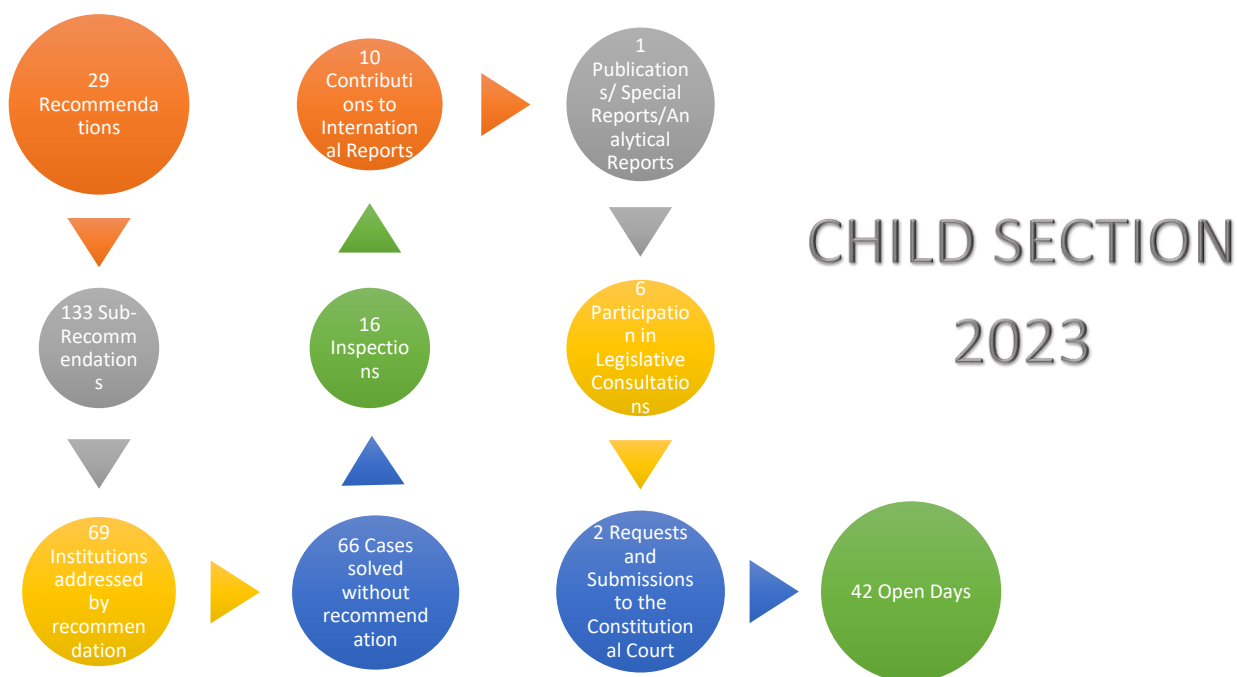 29
Recommenda
tions
133 Sub-
Recomm
endation
s
69
Institutions
addressed
by
recommen
dation
66 Cases
solved
without
recommend
ation
16
Inspectio
ns
10
Contributi
ons to
Internation
al Reports
1
Publication
s/ Special
Reports/An
alytical
Reports
6
Participatio
n in
Legislative
Consultatio
ns
2 Requests
and
Submissions
to the
Constitution
al Court
42 Open Days
CHILD SECTION
2023